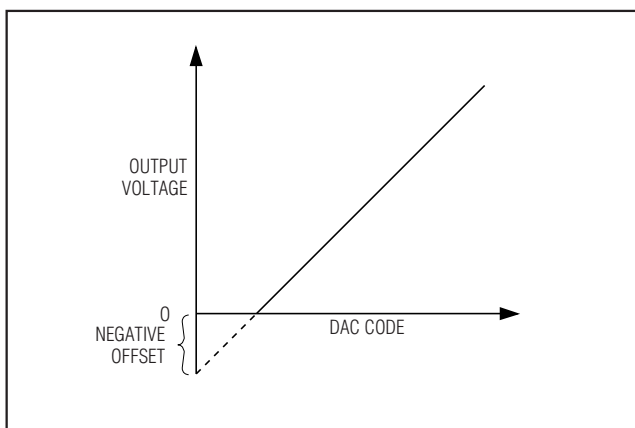 OUTPUT
VOLTAGE
0
NEGATIVE
OFFSET
DAC CODE